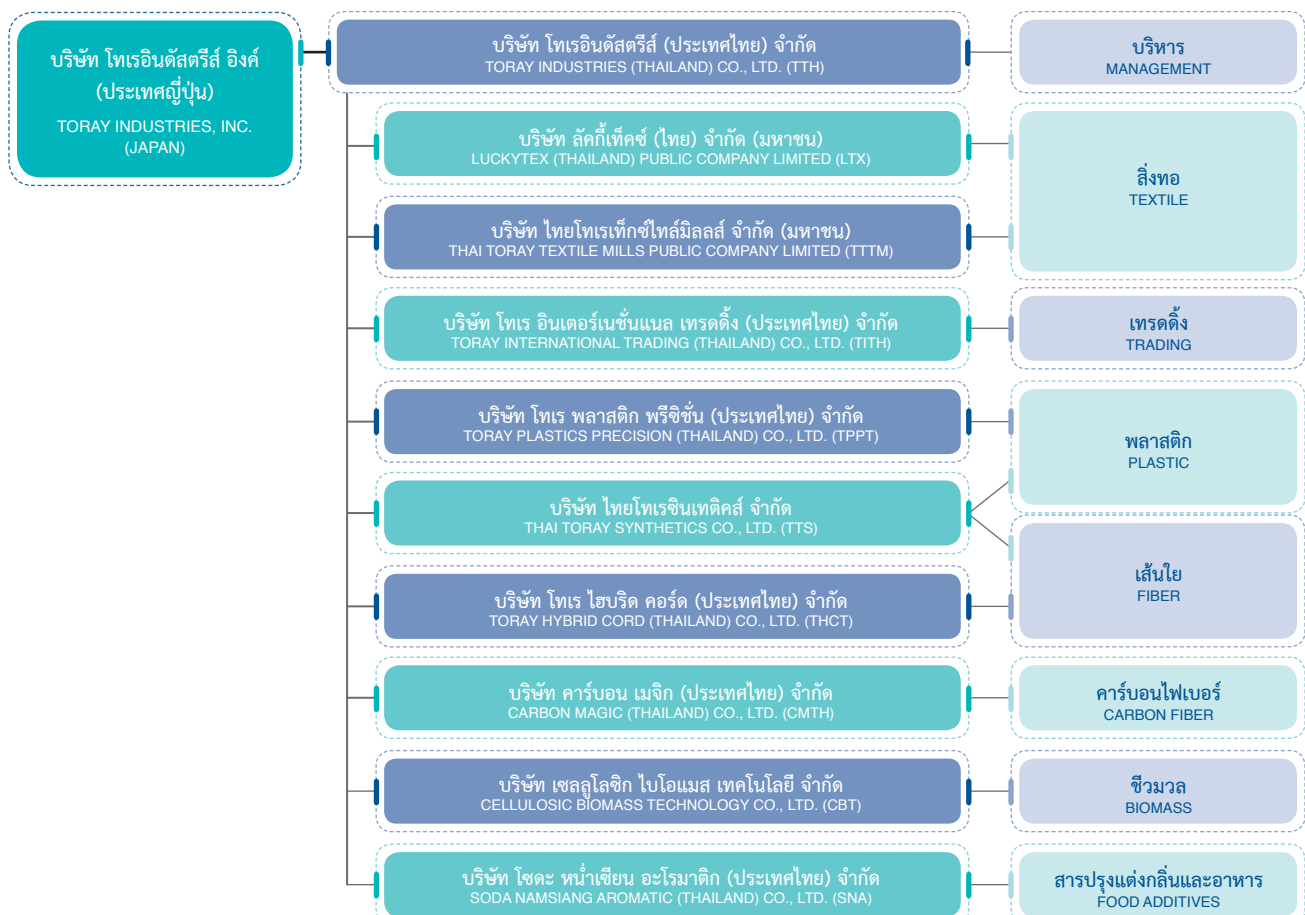 บริษัท โทเรอินดัสตรีส์ อิงค์
(ประเทศญี่ปุ่น)
TORAY INDUSTRIES, INC.
(JAPAN)
บริษัท โทเรอินดัสตรีส์ (ประเทศไทย) จำกัด
TORAY INDUSTRIES (THAILAND) CO., LTD. (TTH)
บริหาร
MANAGEMENT
บริษัท ลัคกี้เท็คซ์ (ไทย) จำกัด (มหาชน)
LUCKYTEX (THAILAND) PUBLIC COMPANY LIMITED (LTX)
สิ่งทอ
TEXTILE
บริษัท ไทยโทเรเท็กซ์ไทล์มิลลส์ จำกัด (มหาชน)
THAI TORAY TEXTILE MILLS PUBLIC COMPANY LIMITED (TTTM)
บริษัท โทเร อินเตอร์เนชั่นแนล เทรดดิ้ง (ประเทศไทย) จำกัด
TORAY INTERNATIONAL TRADING (THAILAND) CO., LTD. (TITH)
เทรดดิ้ง
TRADING
บริษัท โทเร พลาสติก พรีซิชั่น (ประเทศไทย) จำกัด
TORAY PLASTICS PRECISION (THAILAND) CO., LTD. (TPPT)
พลาสติก
PLASTIC
บริษัท ไทยโทเรซินเทติคส์ จำกัด
THAI TORAY SYNTHETICS CO., LTD. (TTS)
เส้นใย
FIBER
บริษัท โทเร ไฮบริด คอร์ด (ประเทศไทย) จำกัด
TORAY HYBRID CORD (THAILAND) CO., LTD. (THCT)
บริษัท คาร์บอน เมจิก (ประเทศไทย) จำกัด
CARBON MAGIC (THAILAND) CO., LTD. (CMTH)
คาร์บอนไฟเบอร์
CARBON FIBER
บริษัท เซลลูโลซิก ไบโอแมส เทคโนโลยี จำกัด
CELLULOSIC BIOMASS TECHNOLOGY CO., LTD. (CBT)
ชีวมวล
BIOMASS
บริษัท โซดะ หน่ำเซียน อะโรมาติก (ประเทศไทย) จำกัด
SODA NAMSIANG AROMATIC (THAILAND) CO., LTD. (SNA)
สารปรุงแต่งกลิ่นและอาหาร
FOOD ADDITIVES